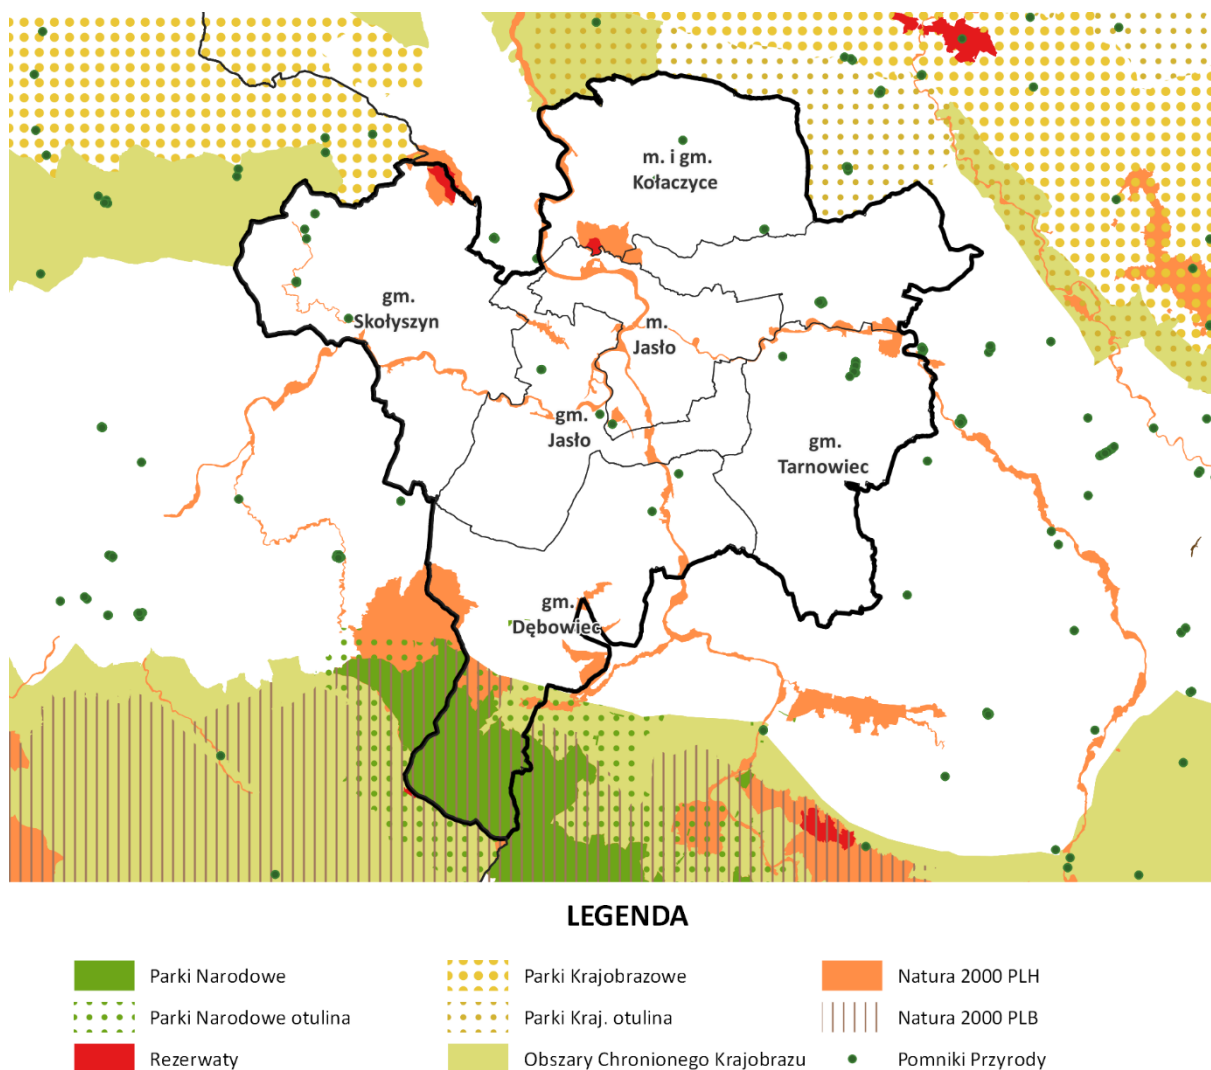 m. i gm.
Kołaczyce
gm.
Skołyszyn
m.
Jasło
gm.
Jasło
gm.
Tarnowiec
gm.
Dębowiec
LEGENDA
Parki Narodowe
Parki Krajobrazowe
Natura 2000 PLH
Parki Narodowe otulina
Parki Kraj. otulina
Natura 2000 PLB
Rezerwaty
Obszary Chronionego Krajobrazu
Pomniki Przyrody